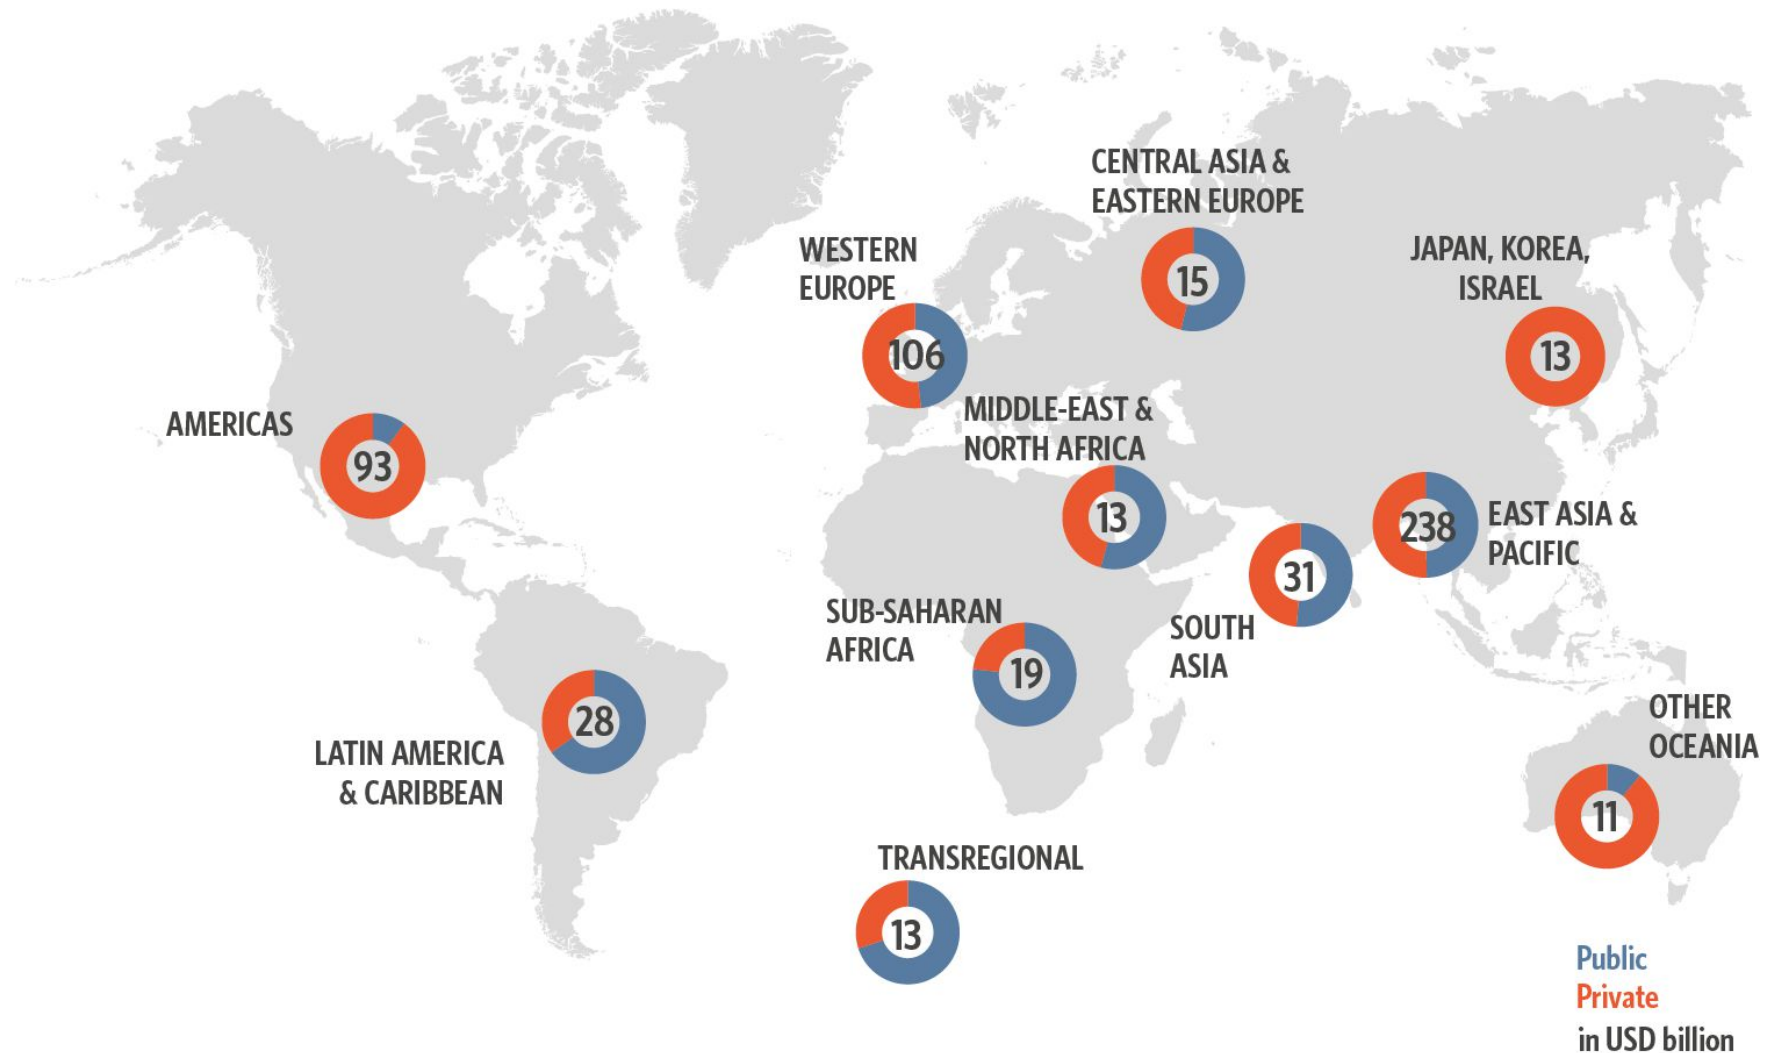 CENTRAL ASIA &
EASTERN EUROPE
15
WESTERN
EUROPE
106
JAPAN, KOREA,
ISRAEL
13
AMERICAS
93
MIDDLE-EAST &
NORTH AFRICA
13
EAST ASIA &
PACIFIC
238
SOUTH
ASIA
31
SUB-SAHARAN
AFRICA
19
LATIN AMERICA
& CARIBBEAN
28
OTHER
OCEANIA
11
TRANSREGIONAL
13
Public
Private
in USD billion